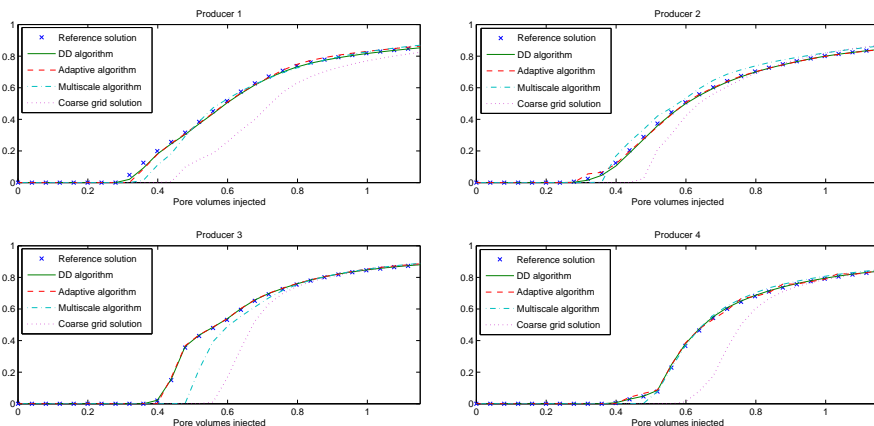 Producer 1
1
0.8
0.6
0.4
0.2
0
Reference solution
DD algorithm
Adaptive algorithm
Multiscale algorithm
Coarse grid solution
0 0.2 0.4 0.6 0.8 1
Pore volumes injected
Producer 2
1
0.8
0.6
0.4
0.2
0
Reference solution
DD algorithm
Adaptive algorithm
Multiscale algorithm
Coarse grid solution
0 0.2 0.4 0.6 0.8 1
Pore volumes injected
Producer 3
1
0.8
0.6
0.4
0.2
0
Reference solution
DD algorithm
Adaptive algorithm
Multiscale algorithm
Coarse grid solution
0 0.2 0.4 0.6 0.8 1
Pore volumes injected
Producer 4
1
0.8
0.6
0.4
0.2
0
Reference solution
DD algorithm
Adaptive algorithm
Multiscale algorithm
Coarse grid solution
0 0.2 0.4 0.6 0.8 1
Pore volumes injected